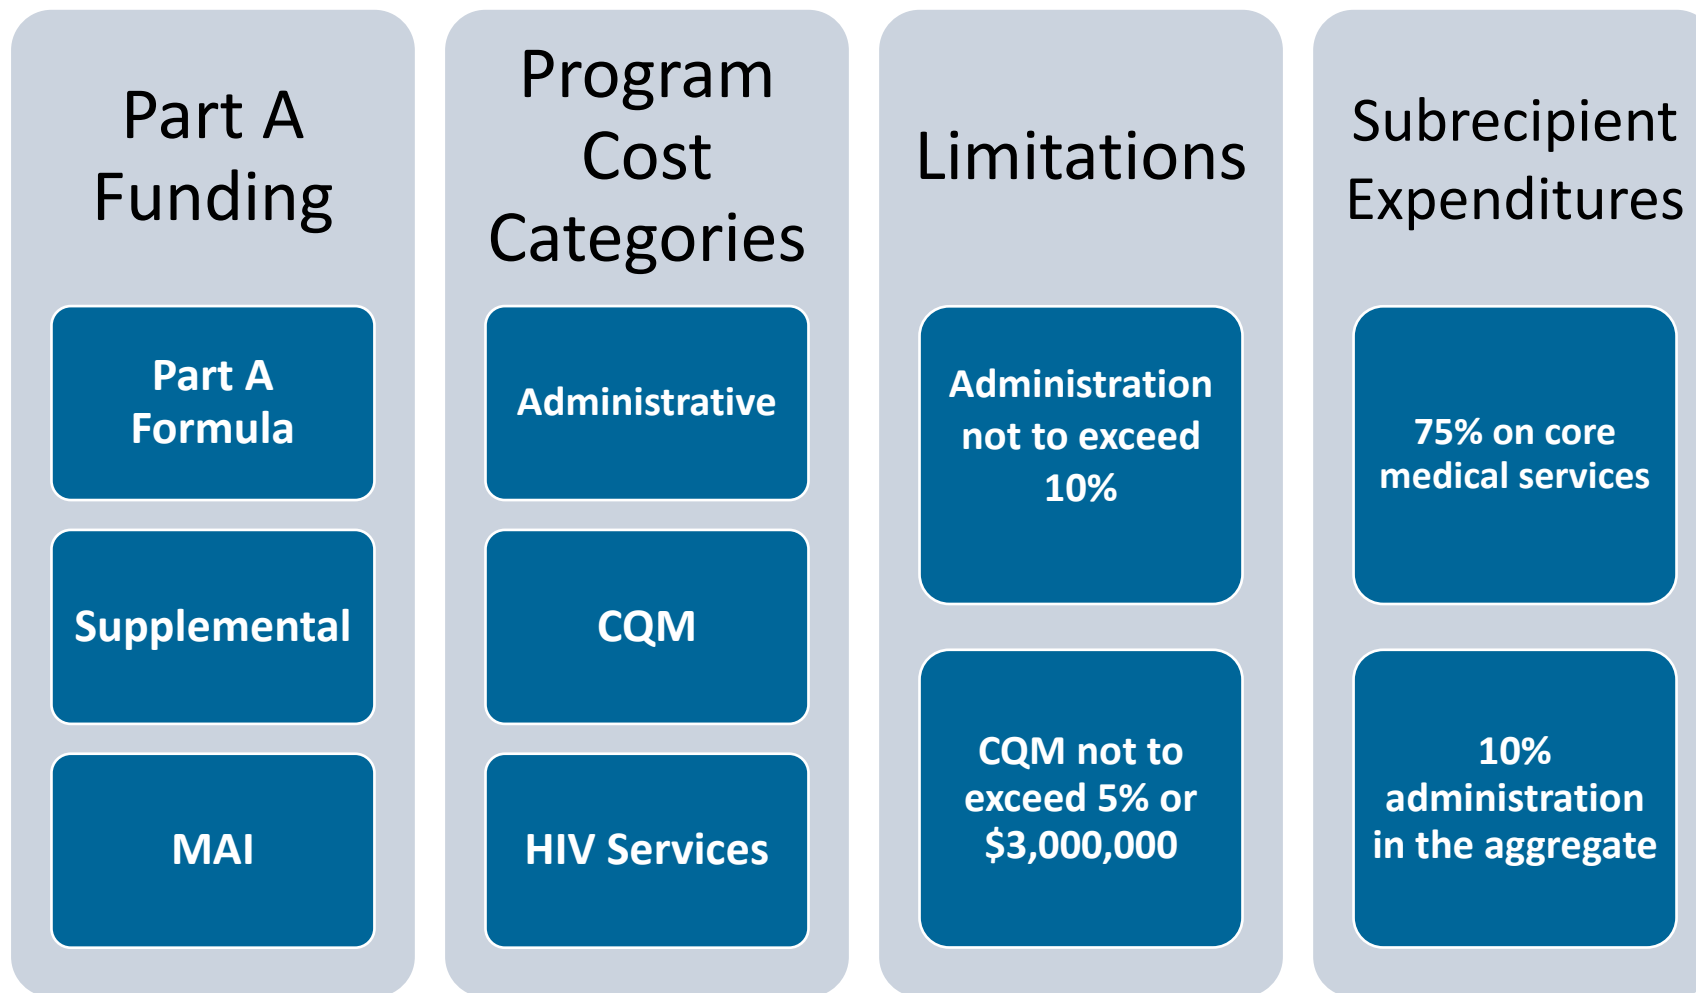 Part A
Funding
Part A
Formula
Supplemental
MAI
Program
Cost
Categories
Administrative
CQM
HIV Services
Limitations
Administration
not to exceed
10%
CQM not to
exceed 5% or
$3,000,000
Subrecipient
Expenditures
75% on core
medical services
10%
administration
in the aggregate